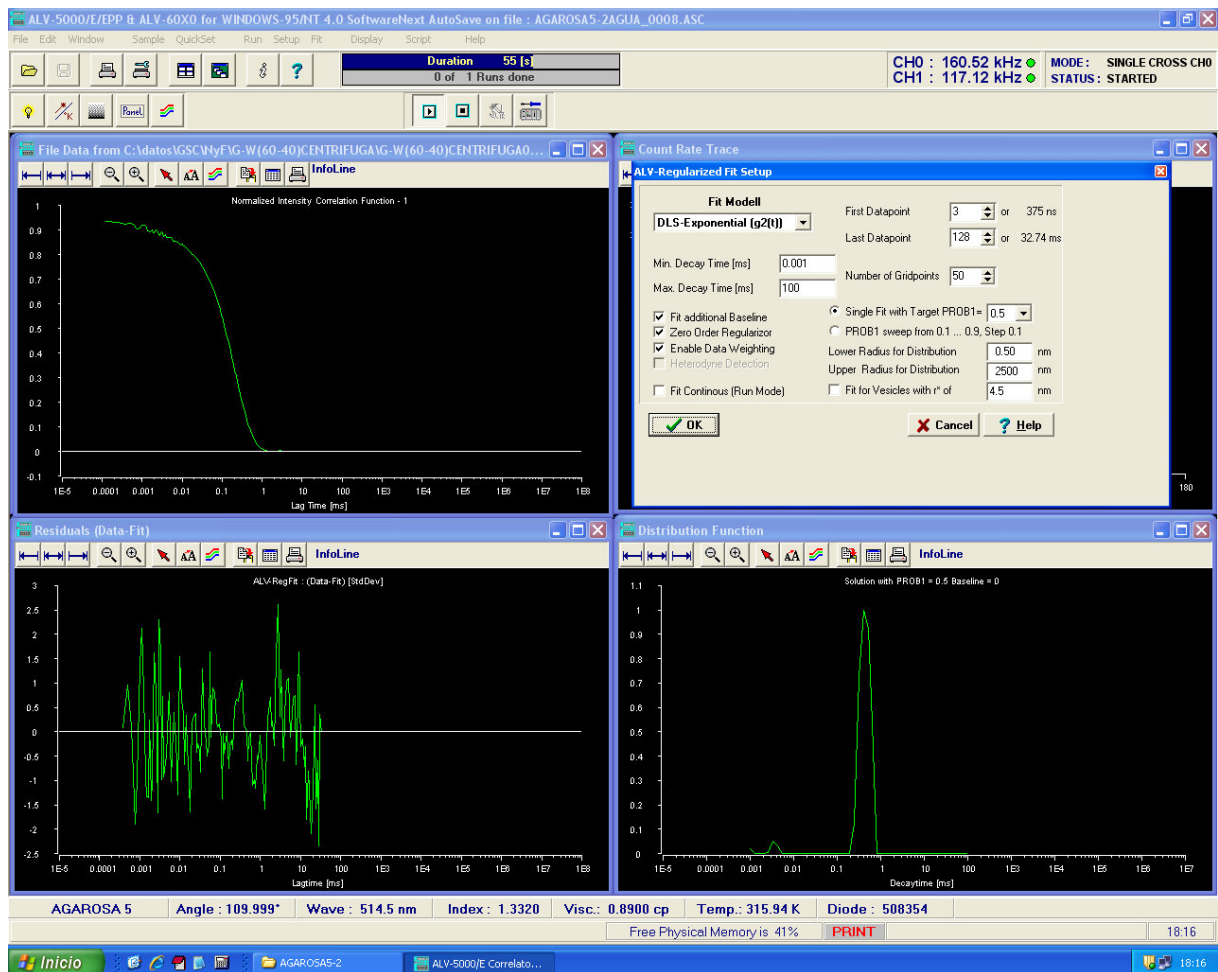 ALV-5000/E/EPP & ALV-60X0 for WINDOWS-95/NT 4.0 SoftwareNext AutoSave on file : AGAROSA5-2AGUA_0008.ASC
File Edit Window Sample QuickSet Run Setup Fit Display Script Help
Duration 55 [s]
0 of 1 Runs done
CH0 : 160.52 kHz
CH1 : 117.12 kHz
MODE : SINGLE CROSS CH0
STATUS : STARTED
Panel
File Data from C:\datos\GSC\NyF\G-W(60-40)CENTRIFUGA\G-W(60-40)CENTRIFUGA0...
InfoLine
Normalized Intensity Correlation Function - 1
1
0.9
0.8
0.7
0.6
0.5
0.4
0.3
0.2
0.1
0
-0.1
1E-5 0.0001 0.001 0.01 0.1 1 10 100 1E3 1E4 1E5 1E6 1E7 1E8
Lag Time [ms]
Count Rate Trace
ALV-Regularized Fit Setup
Fit Modell
DLS-Exponential (g2(t))
First Datapoint 3 or 375 ns
Last Datapoint 128 or 32.74 ms
Min. Decay Time [ms] 0.001
Max. Decay Time [ms] 100
Number of Gridpoints 50
Fit additional Baseline
Zero Order Regularizor
Enable Data Weighting
Heterodyne Detection
Fit Continous (Run Mode)
Single Fit with Target PROB1= 0.5
PROB1 sweep from 0.1 ... 0.9, Step 0.1
Lower Radius for Distribution 0.50 nm
Upper Radius for Distribution 2500 nm
Fit for Vesicles with r* of 4.5 nm
OK
Cancel
Help
180
Residuals (Data-Fit)
InfoLine
ALV-RegFit : (Data-Fit) [StdDev]
3
2.5
2
1.5
1
0.5
0
-0.5
-1
-1.5
-2
-2.5
1E-5 0.0001 0.001 0.01 0.1 1 10 100 1E3 1E4 1E5 1E6 1E7 1E8
Lagtime [ms]
Distribution Function
InfoLine
Solution with PROB1 = 0.5 Baseline = 0
1.1
1
0.9
0.8
0.7
0.6
0.5
0.4
0.3
0.2
0.1
0
1E-5 0.0001 0.001 0.01 0.1 1 10 100 1E3 1E4 1E5 1E6 1E7
Decaytime [ms]
AGAROSA 5 Angle : 109.999° Wave : 514.5 nm Index : 1.3320 Visc.: 0.8900 cp Temp.: 315.94 K Diode : 508354
Free Physical Memory is 41% PRINT 18:16
Inicio AGAROSA5-2 ALV-5000/E Correlato... 18:16